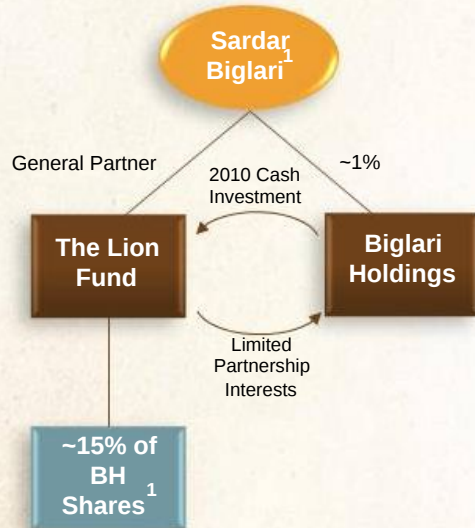 Sardar
Biglari1
General Partner
2010 Cash
Investment
~1%
The Lion
Fund
Biglari
Holdings
Limited
Partnership
Interests
~15% of
BH
Shares1